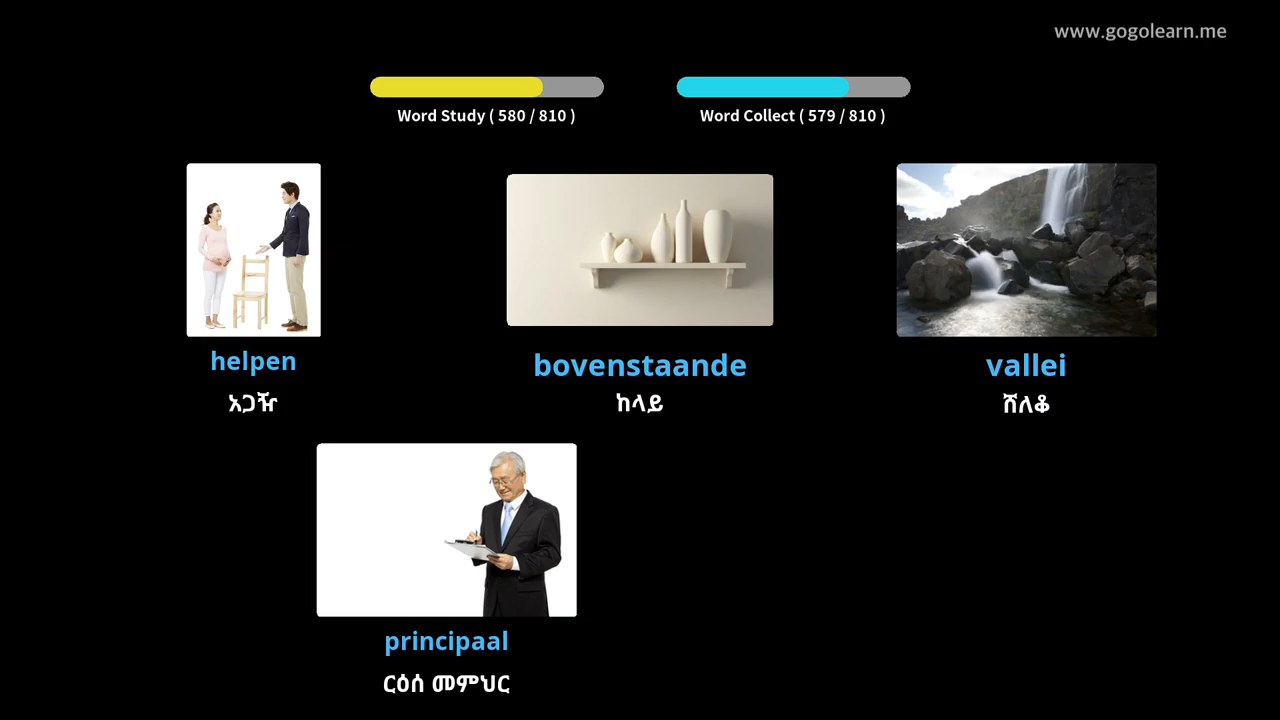 www.gogolearn.me
Word Study ( 580 / 810 )
Word Collect ( 579 / 810 )
helpen
አጋዥ
bovenstaande
ከላይ
vallei
ሸለቆ
principaal
ርዕሰ መምህር